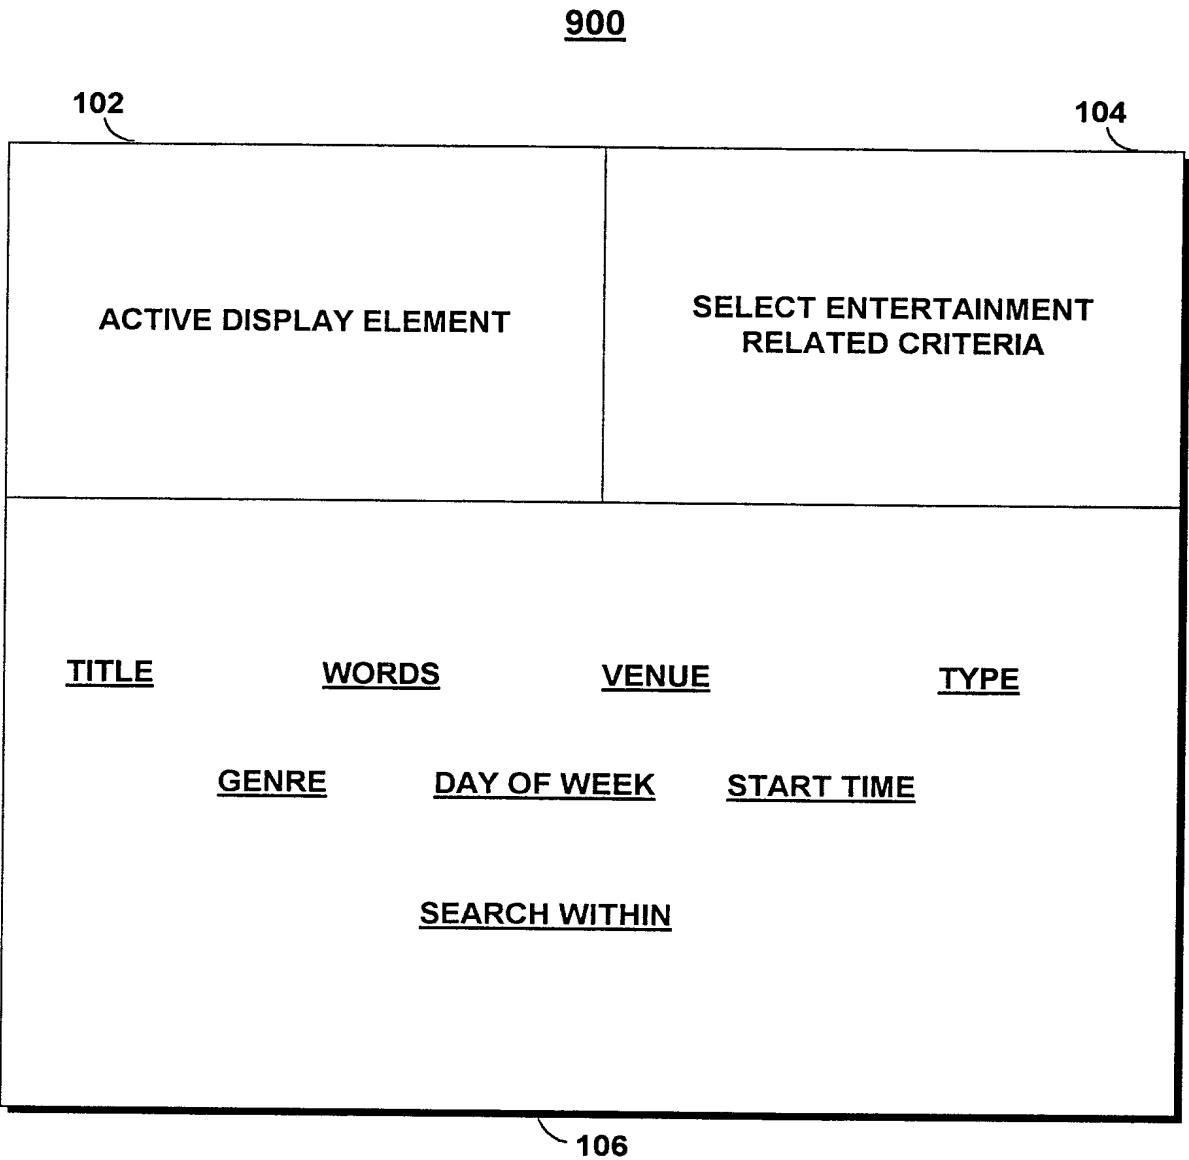 900
102
104
ACTIVE DISPLAY ELEMENT
SELECT ENTERTAINMENT
RELATED CRITERIA
TITLE WORDS VENUE TYPE
GENRE DAY OF WEEK START TIME
SEARCH WITHIN
106